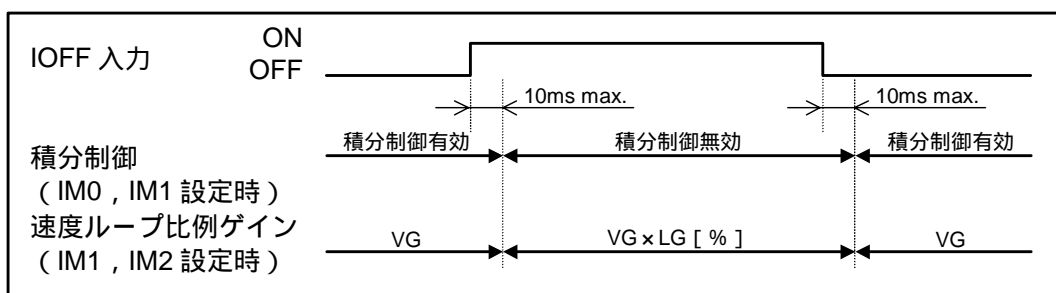 ON
IOFF 入力
OFF
10ms max.
10ms max.
積分制御有効
積分制御無効
積分制御有効
積分制御
（IM0，IM1 設定時）
速度ループ比例ゲイン
VG
VG×LG［％］
VG
（IM1，IM2 設定時）